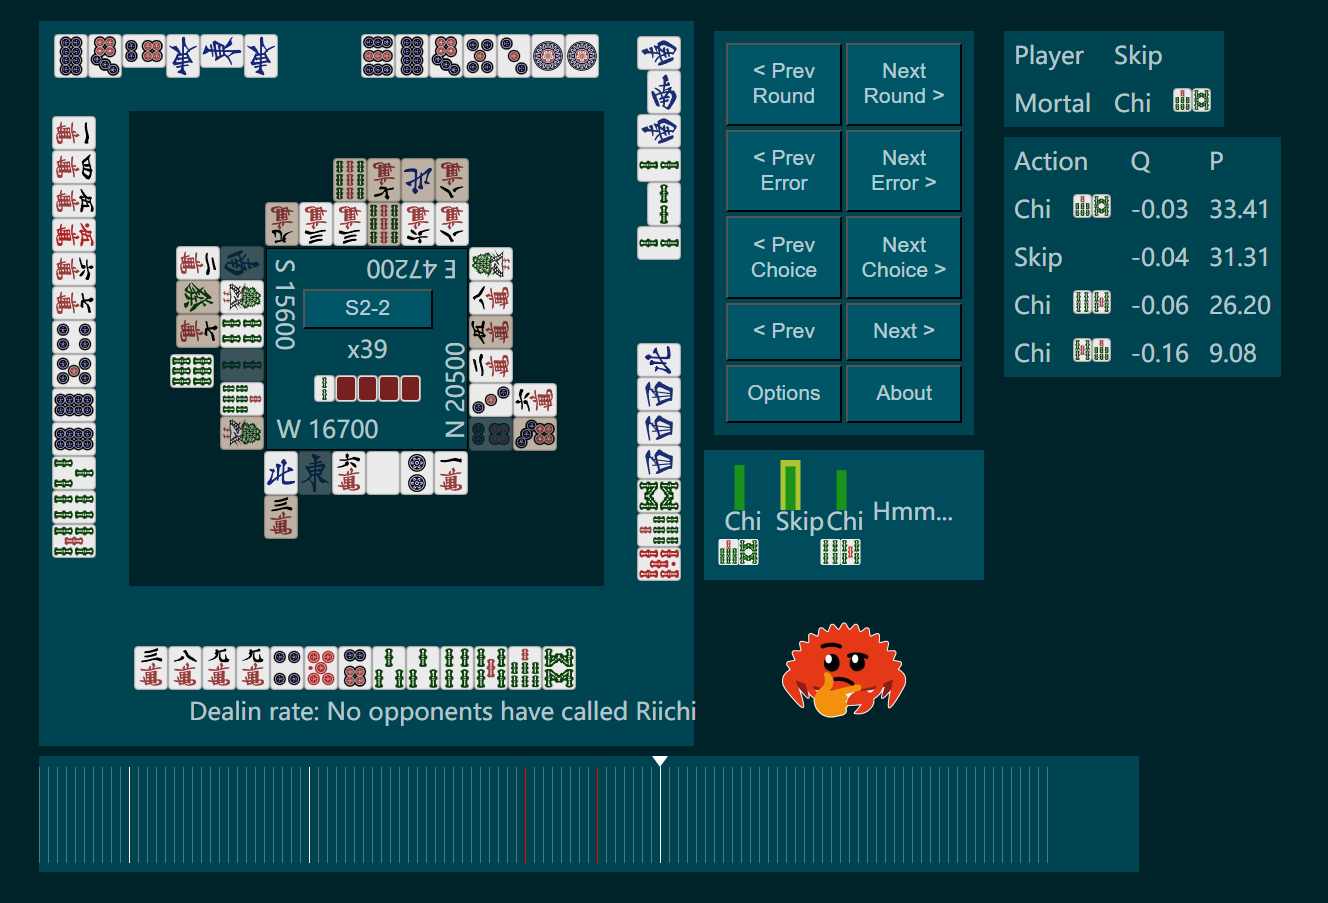 < Prev Round
Next Round >
< Prev Error
Next Error >
< Prev Choice
Next Choice >
< Prev
Next >
Options
About
Player Skip
Mortal Chi
Action Q P
Chi -0.03 33.41
Skip -0.04 31.31
Chi -0.06 26.20
Chi -0.16 9.08
E 47200
S 15600
S2-2
x39
N 20500
W 16700
Chi Skip Chi Hmm...
Dealin rate: No opponents have called Riichi